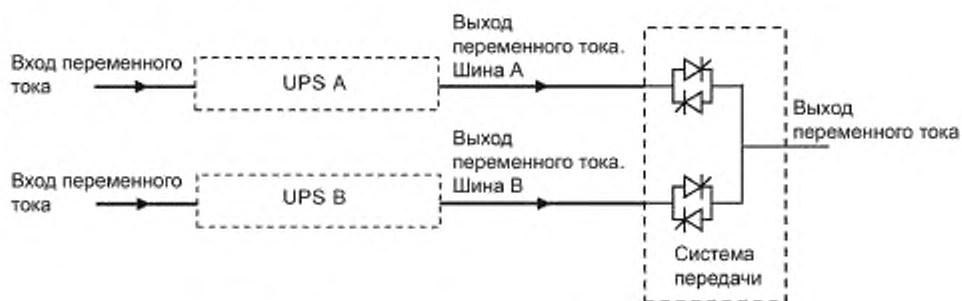 Вход переменного
тока
UPS A
Выход
переменного тока.
Шина A
Вход переменного
тока
UPS B
Выход
переменного тока.
Шина B
Выход
переменного тока
Система
передачи